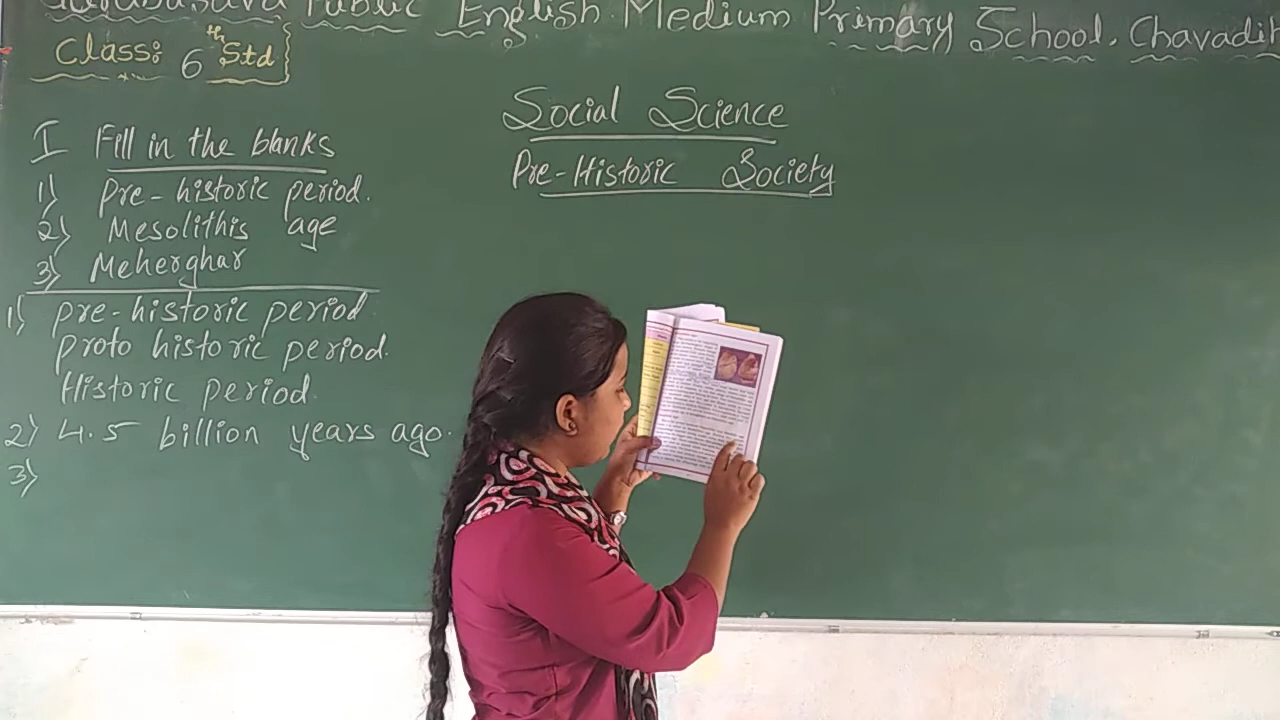 Public English Medium Primary School, Chavadih
Class: 6th Std
Social Science
Pre-Historic Society
I Fill in the blanks
1) Pre-historic period.
2) Mesolithis age
3) Meherghar
1) pre-historic period
proto historic period.
Historic period.
2) 4.5 billion years ago.
3)